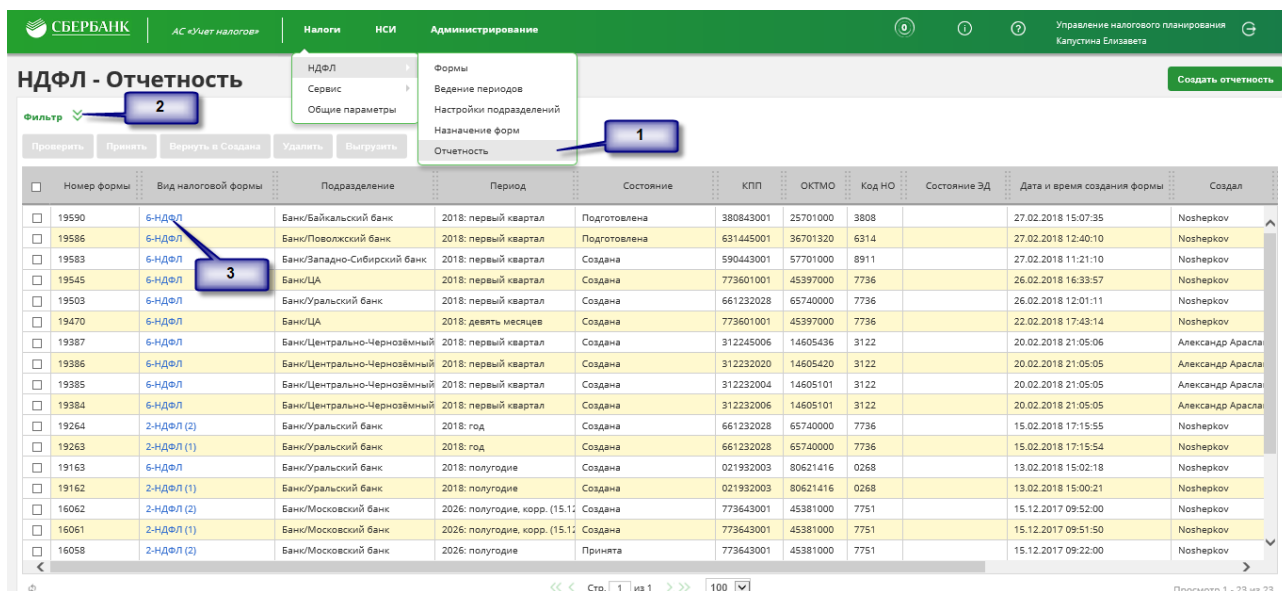 СБЕРБАНК АС «Учет налогов» Налоги НСИ Администрирование 0 Управление налогового планирования
Капустина Елизавета
НДФЛ - Отчетность
НДФЛ Формы
Сервис Ведение периодов
Общие параметры Настройки подразделений
Назначение форм
Отчетность
Создать отчетность
1
2
Фильтр
Проверить Принять Вернуть в Создана Удалить Выгрузить
Номер формы Вид налоговой формы Подразделение Период Состояние КПП ОКТМО Код НО Состояние ЭД Дата и время создания формы Создал
19590 6-НДФЛ Банк/Байкальский банк 2018: первый квартал Подготовлена 380843001 25701000 3808 27.02.2018 15:07:35 Noshepkov
19586 6-НДФЛ Банк/Поволжский банк 2018: первый квартал Подготовлена 631445001 36701320 6314 27.02.2018 12:40:10 Noshepkov
19583 6-НДФЛ Банк/Западно-Сибирский банк 2018: первый квартал Создана 590443001 57701000 8911 27.02.2018 11:21:10 Noshepkov
3
19545 6-НДФЛ Банк/ЦА 2018: первый квартал Создана 773601001 45397000 7736 26.02.2018 16:33:57 Noshepkov
19503 6-НДФЛ Банк/Уральский банк 2018: первый квартал Создана 661232028 65740000 7736 26.02.2018 12:01:11 Noshepkov
19470 6-НДФЛ Банк/ЦА 2018: девять месяцев Создана 773601001 45397000 7736 22.02.2018 17:43:14 Noshepkov
19387 6-НДФЛ Банк/Центрально-Чернозёмный 2018: первый квартал Создана 312245006 14605436 3122 20.02.2018 21:05:06 Александр Арасла
19386 6-НДФЛ Банк/Центрально-Чернозёмный 2018: первый квартал Создана 312232020 14605420 3122 20.02.2018 21:05:05 Александр Арасла
19385 6-НДФЛ Банк/Центрально-Чернозёмный 2018: первый квартал Создана 312232004 14605101 3122 20.02.2018 21:05:05 Александр Арасла
19384 6-НДФЛ Банк/Центрально-Чернозёмный 2018: первый квартал Создана 312232006 14605101 3122 20.02.2018 21:05:05 Александр Арасла
19264 2-НДФЛ (2) Банк/Уральский банк 2018: год Создана 661232028 65740000 7736 15.02.2018 17:15:55 Noshepkov
19263 2-НДФЛ (1) Банк/Уральский банк 2018: год Создана 661232028 65740000 7736 15.02.2018 17:15:54 Noshepkov
19163 6-НДФЛ Банк/Уральский банк 2018: полугодие Создана 021932003 80621416 0268 13.02.2018 15:02:18 Noshepkov
19162 2-НДФЛ (1) Банк/Уральский банк 2018: полугодие Создана 021932003 80621416 0268 13.02.2018 15:00:21 Noshepkov
16062 2-НДФЛ (2) Банк/Московский банк 2026: полугодие, корр. (15.12 Создана 773643001 45381000 7751 15.12.2017 09:52:00 Noshepkov
16061 2-НДФЛ (1) Банк/Московский банк 2026: полугодие, корр. (15.12 Создана 773643001 45381000 7751 15.12.2017 09:51:50 Noshepkov
16058 2-НДФЛ (2) Банк/Московский банк 2026: полугодие Принята 773643001 45381000 7751 15.12.2017 09:22:00 Noshepkov
Стр. 1 из 1 100 Просмотр 1 - 23 из 23